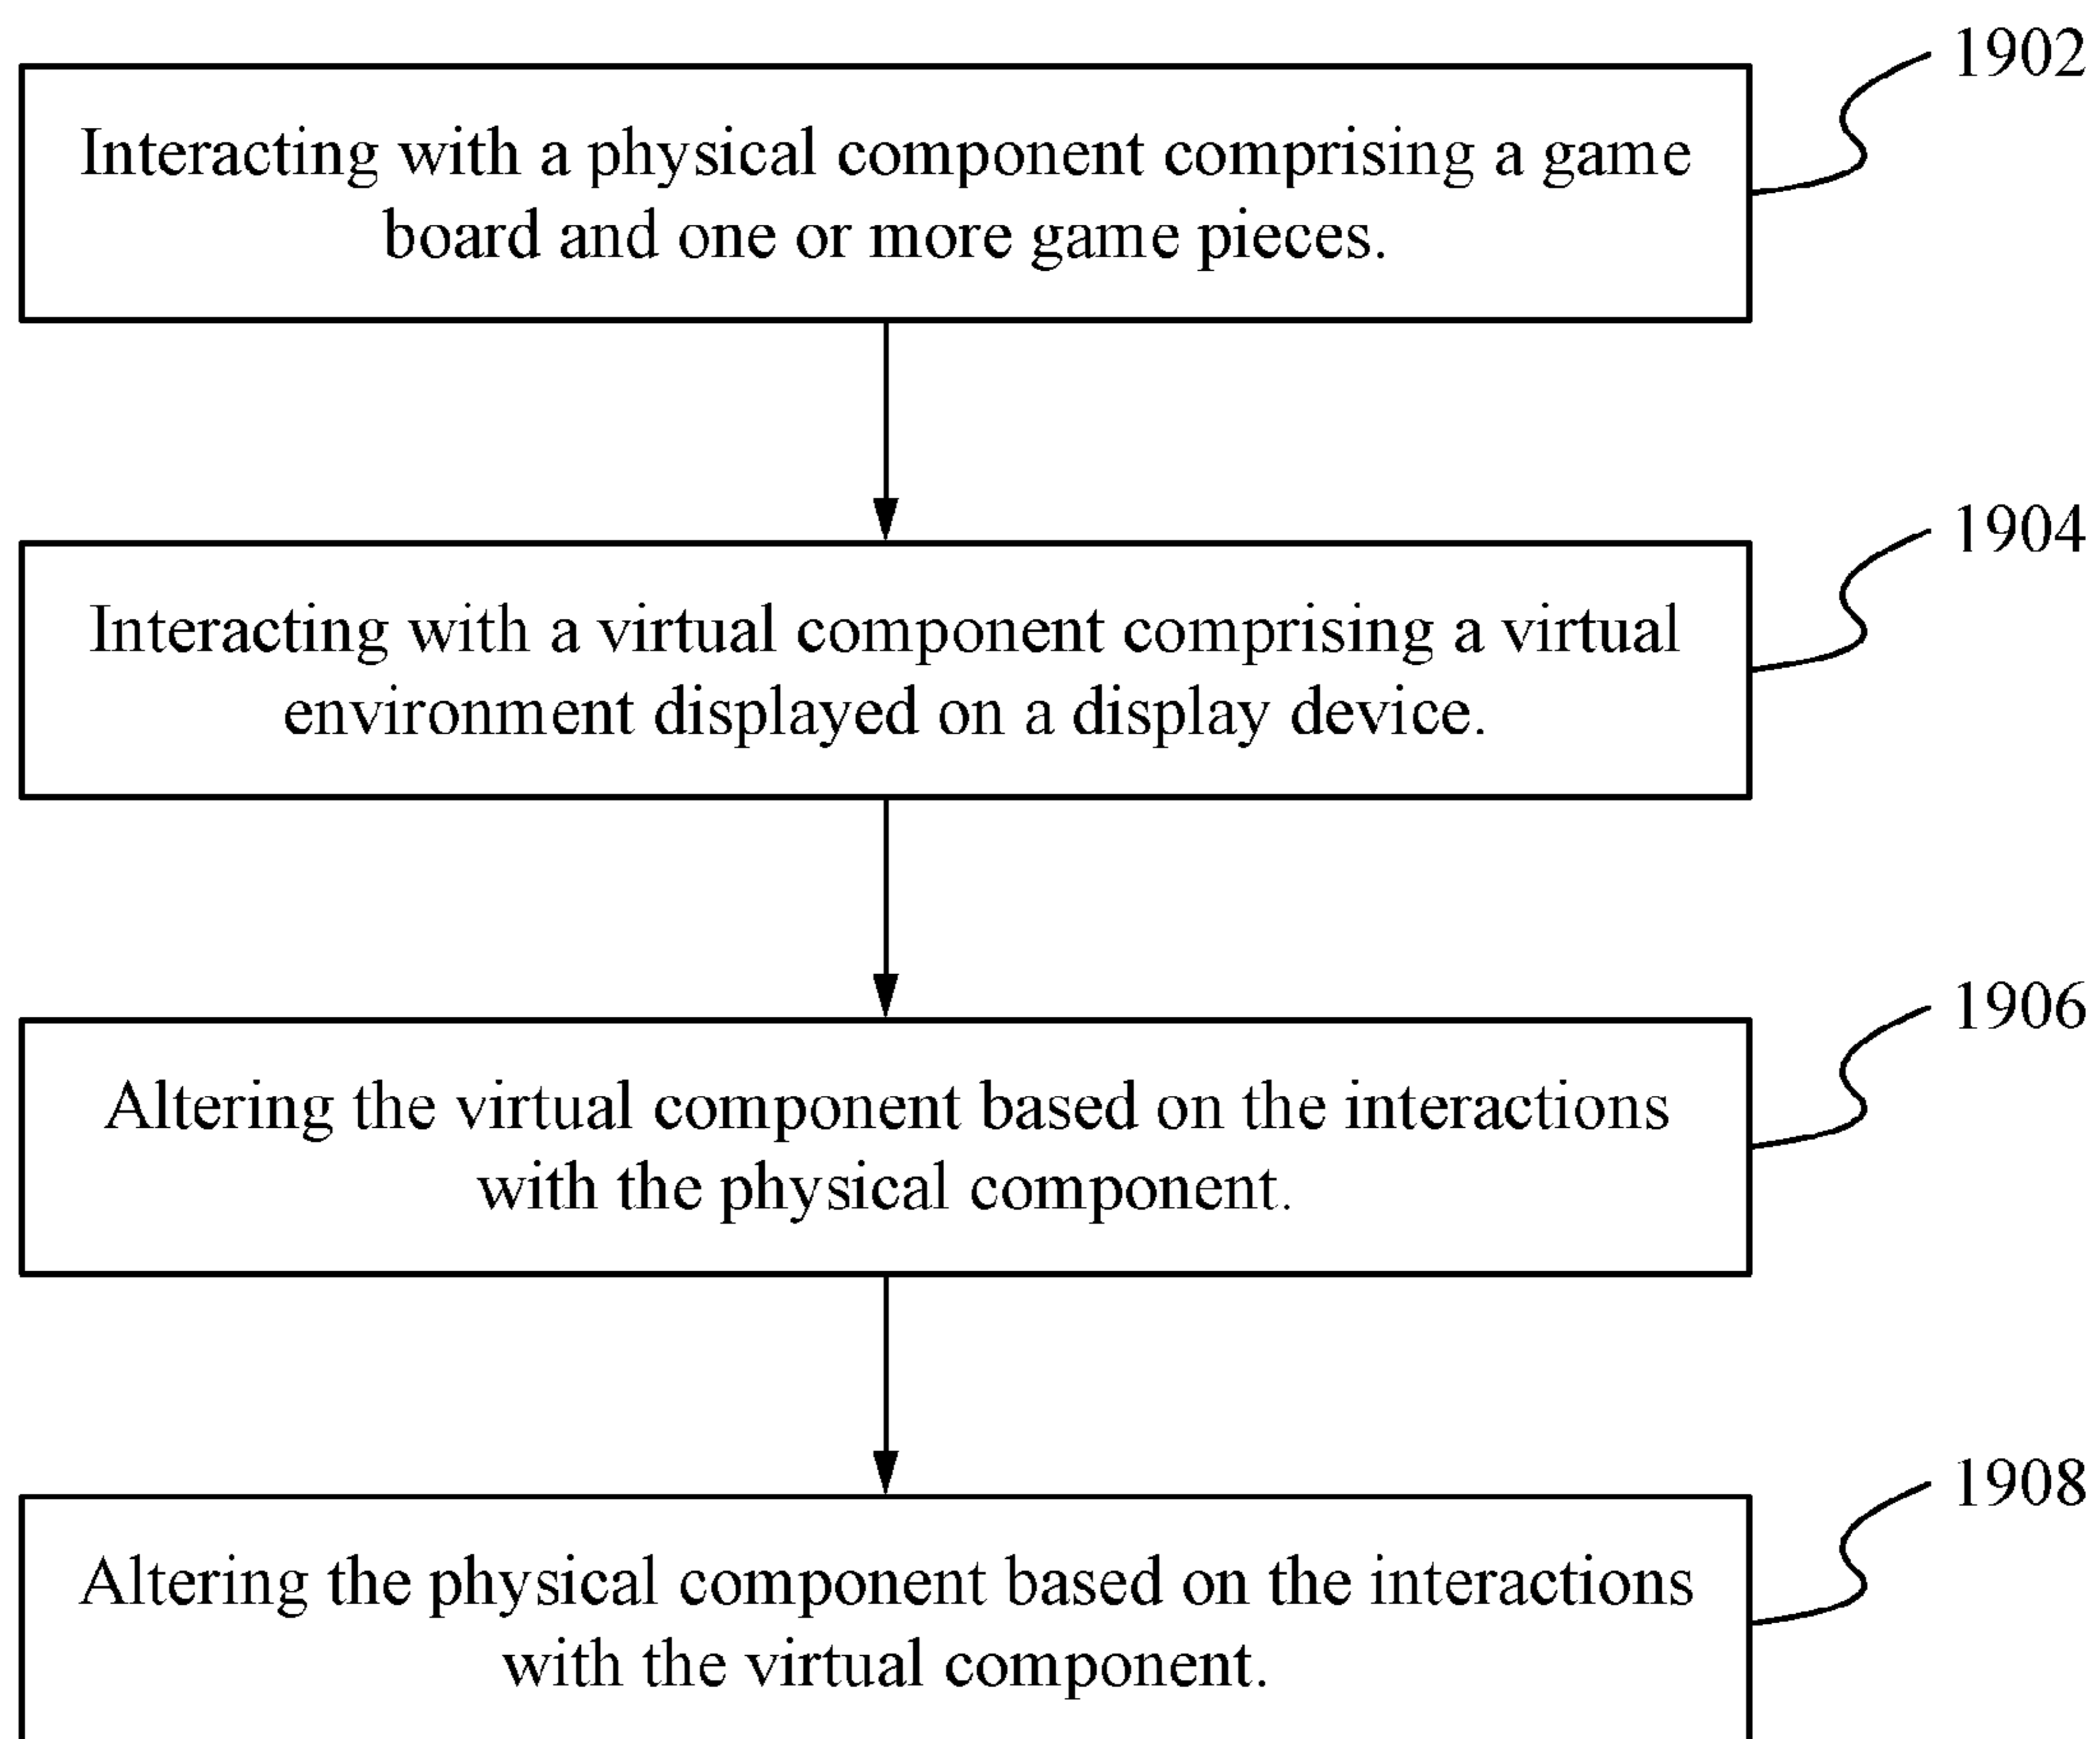 1902
Interacting with a physical component comprising a game
board and one or more game pieces.
1904
Interacting with a virtual component comprising a virtual
environment displayed on a display device.
1906
Altering the virtual component based on the interactions
with the physical component.
1908
Altering the physical component based on the interactions
with the virtual component.